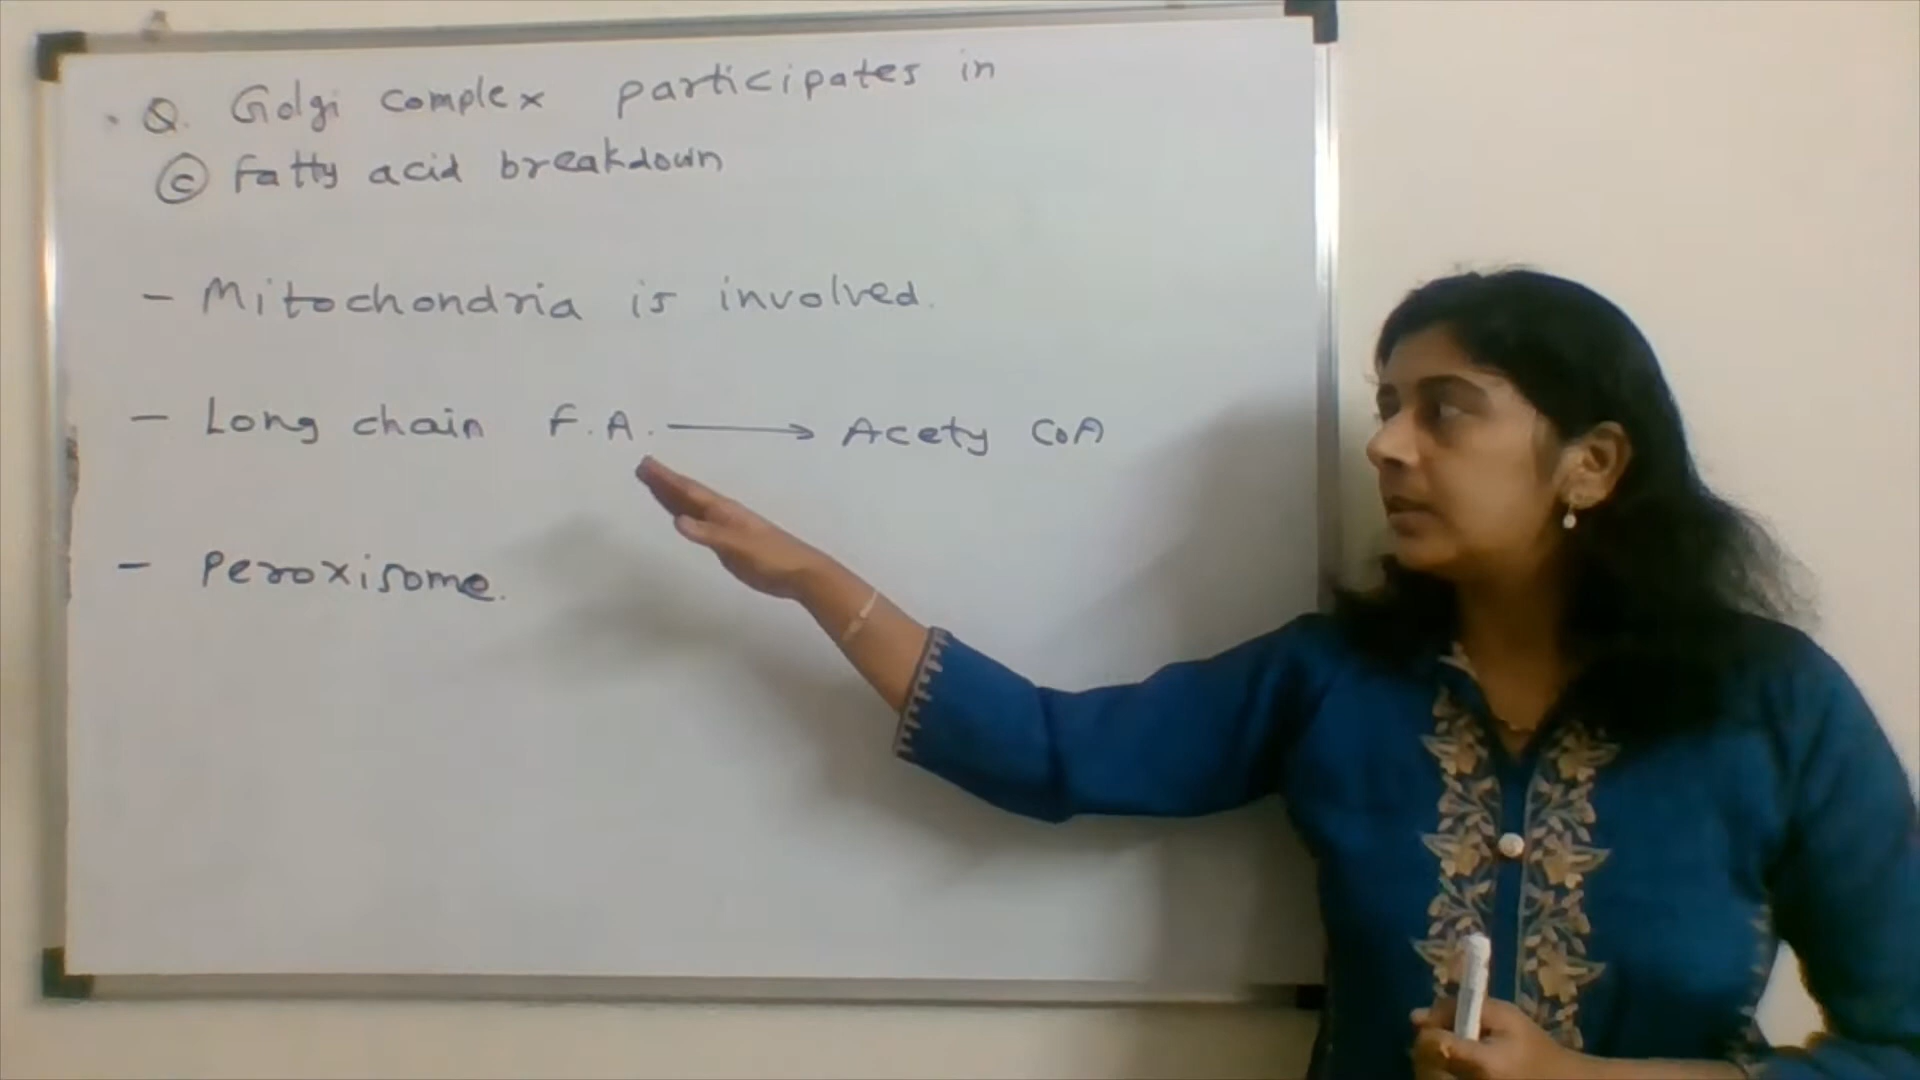 Q. Golgi complex participates in
Ⓒ Fatty acid breakdown
- Mitochondria is involved.
- Long chain F.A. → Acety CoA
- Peroxisome.